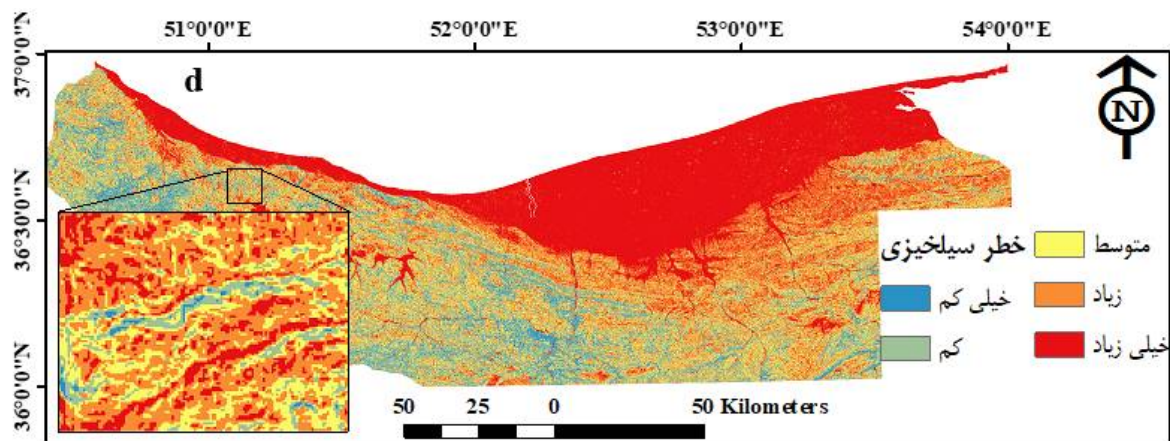 51°0'0"E 52°0'0"E 53°0'0"E 54°0'0"E
37°0'0"N
d
N
36°30'0"N
خطر سیلخیزی
خیلی کم
کم
متوسط
زیاد
خیلی زیاد
36°0'0"N
50 25 0 50 Kilometers